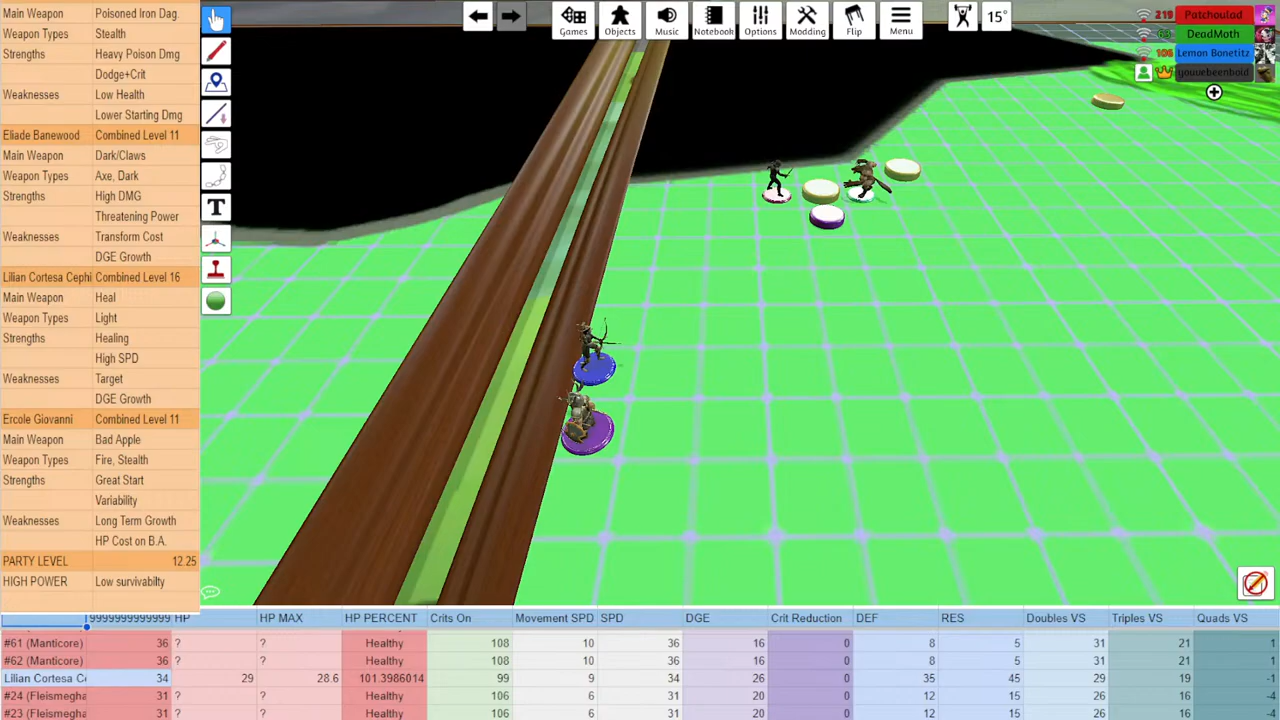 Main Weapon Poisoned Iron Dag.
Weapon Types Stealth
Strengths Heavy Poison Dmg
Dodge+Crit
Weaknesses Low Health
Lower Starting Dmg
Eliade Banewood Combined Level 11
Main Weapon Dark/Claws
Weapon Types Axe, Dark
Strengths High DMG
Threatening Power
Weaknesses Transform Cost
DGE Growth
Lilian Cortesa Cephi Combined Level 16
Main Weapon Heal
Weapon Types Light
Strengths Healing
High SPD
Weaknesses Target
DGE Growth
Ercole Giovanni Combined Level 11
Main Weapon Bad Apple
Weapon Types Fire, Stealth
Strengths Great Start
Variability
Weaknesses Long Term Growth
HP Cost on B.A.
PARTY LEVEL 12.25
HIGH POWER Low survivabilty
Games Objects Music Notebook Options Modding Flip Menu 15°
T
219 Patchoulad
63 DeadMoth
106 Lemon Bonetitz
youvebeenbold
HP HP MAX HP PERCENT Crits On Movement SPD SPD DGE Crit Reduction DEF RES Doubles VS Triples VS Quads VS
#61 (Manticore) 36 ? ? Healthy 108 10 36 16 0 8 5 31 21 1
#62 (Manticore) 36 ? ? Healthy 108 10 36 16 0 8 5 31 21 1
Lilian Cortesa Ce 34 29 28.6 101.3986014 99 9 34 26 0 35 45 29 19 -1
#24 (Fleismegha 31 ? ? Healthy 106 6 31 20 0 12 15 26 16 -4
#23 (Fleismegha 31 ? ? Healthy 106 6 31 20 0 12 15 26 16 -4